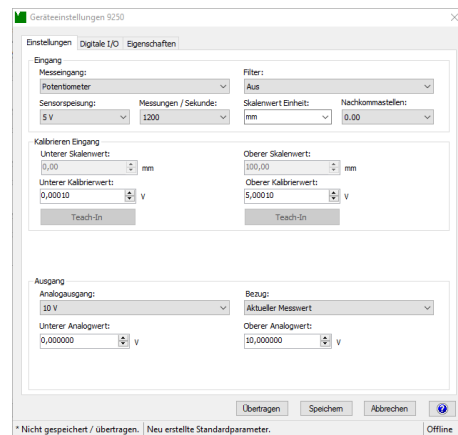 Geräteeinstellungen 9250
Einstellungen Digitale I/O Eigenschaften
Eingang
Messeingang: Filter:
Potentiometer Aus
Sensorspeisung: Messungen / Sekunde: Skalenwert Einheit: Nachkommastellen:
5 V 1200 mm 0.00
Kalibrieren Eingang
Unterer Skalenwert: Oberer Skalenwert:
0,00 mm 100,00 mm
Unterer Kalibrierwert: Oberer Kalibrierwert:
0,00010 V 5,00010 V
Teach-In Teach-In
Ausgang
Analogausgang: Bezug:
10 V Aktueller Messwert
Unterer Analogwert: Oberer Analogwert:
0,000000 V 10,000000 V
Übertragen Speichern Abbrechen ?
* Nicht gespeichert / übertragen. Neu erstellte Standardparameter. Offline